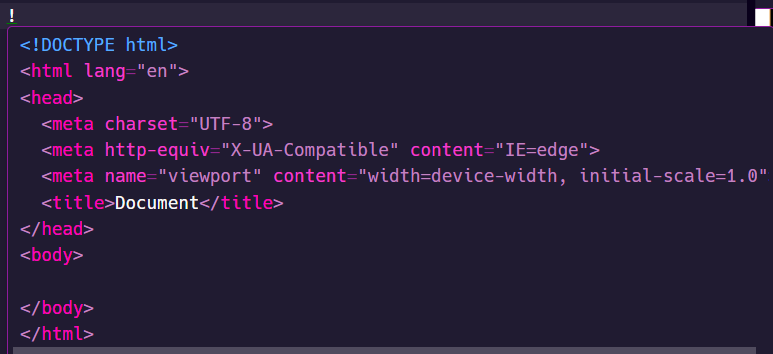 !
<!DOCTYPE html>
<html lang="en">
<head>
  <meta charset="UTF-8">
  <meta http-equiv="X-UA-Compatible" content="IE=edge">
  <meta name="viewport" content="width=device-width, initial-scale=1.0"
  <title>Document</title>
</head>
<body>

</body>
</html>